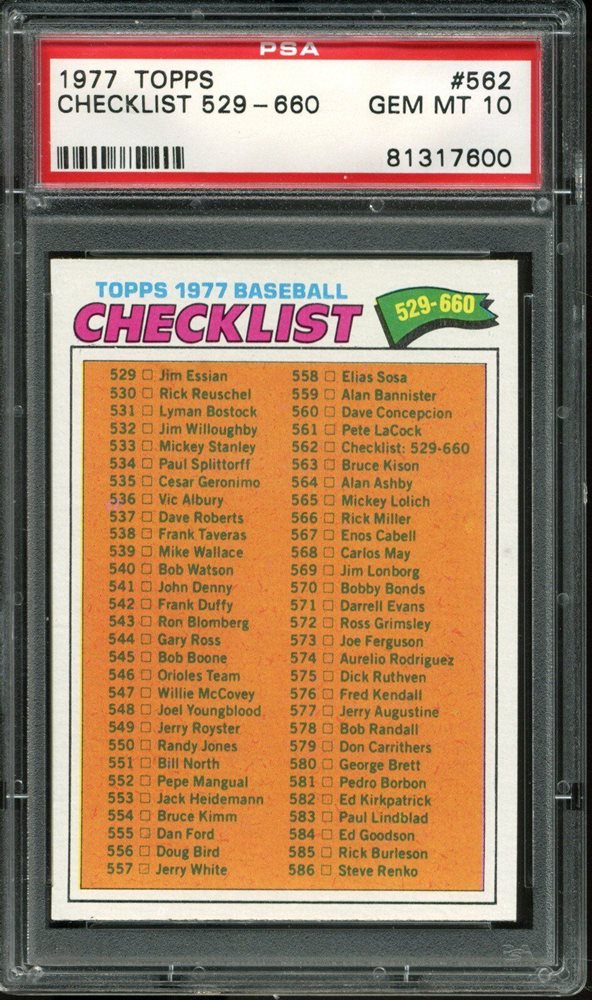 PSA
1977 TOPPS #562
CHECKLIST 529-660 GEM MT 10
81317600
TOPPS 1977 BASEBALL
CHECKLIST
529-660
529 Jim Essian
530 Rick Reuschel
531 Lyman Bostock
532 Jim Willoughby
533 Mickey Stanley
534 Paul Splittorff
535 Cesar Geronimo
536 Vic Albury
537 Dave Roberts
538 Frank Taveras
539 Mike Wallace
540 Bob Watson
541 John Denny
542 Frank Duffy
543 Ron Blomberg
544 Gary Ross
545 Bob Boone
546 Orioles Team
547 Willie McCovey
548 Joel Youngblood
549 Jerry Royster
550 Randy Jones
551 Bill North
552 Pepe Mangual
553 Jack Heidemann
554 Bruce Kimm
555 Dan Ford
556 Doug Bird
557 Jerry White
558 Elias Sosa
559 Alan Bannister
560 Dave Concepcion
561 Pete LaCock
562 Checklist: 529-660
563 Bruce Kison
564 Alan Ashby
565 Mickey Lolich
566 Rick Miller
567 Enos Cabell
568 Carlos May
569 Jim Lonborg
570 Bobby Bonds
571 Darrell Evans
572 Ross Grimsley
573 Joe Ferguson
574 Aurelio Rodriguez
575 Dick Ruthven
576 Fred Kendall
577 Jerry Augustine
578 Bob Randall
579 Don Carrithers
580 George Brett
581 Pedro Borbon
582 Ed Kirkpatrick
583 Paul Lindblad
584 Ed Goodson
585 Rick Burleson
586 Steve Renko
PSA